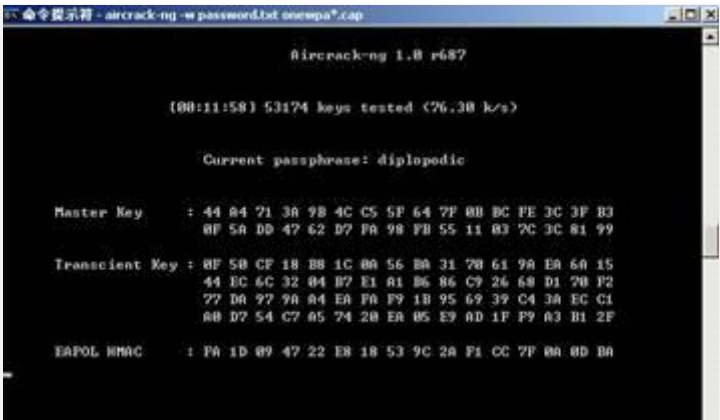 命令提示符 - aircrack-ng -w password.txt onewpa*.cap
Aircrack-ng 1.0 r687
[00:11:58] 53174 keys tested (76.30 k/s)
Current passphrase: diplopodic
Master Key : 44 A4 71 3A 9B 4C C5 5F 64 7F 0B BC FE 3C 3F B3
0F 5A DD 47 62 D7 FA 98 FB 55 11 03 7C 3C 81 99
Transcient Key : 0F 50 CF 18 B8 1C 0A 56 BA 31 70 61 9A EA 6A 15
44 EC 6C 32 04 B7 E1 A1 B6 86 C9 26 68 D1 70 F2
77 DA 97 9A A4 EA FA F9 1B 95 69 39 C4 3A EC C1
A0 D7 54 C7 A5 74 20 EA 05 E9 AD 1F F9 A3 B1 2F
EAPOL HMAC : FA 1D 09 47 22 E8 18 53 9C 2A F1 CC 7F 0A 0D BA